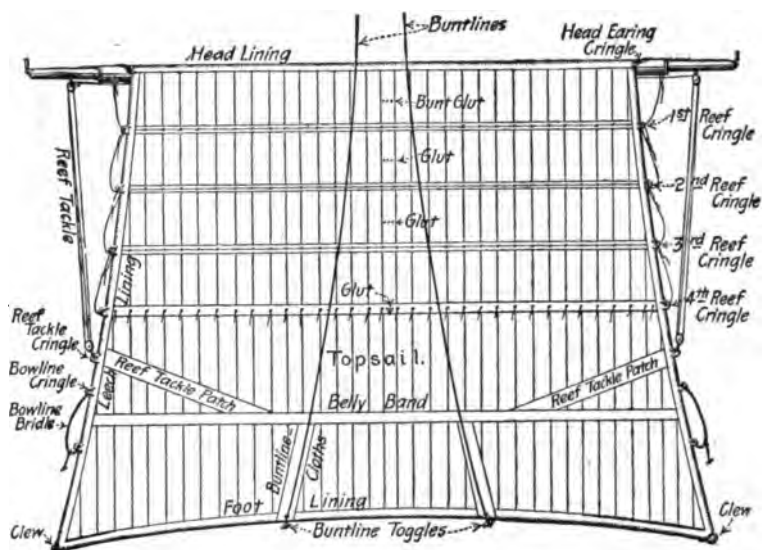 Buntlines
Head Lining
Head Earing
Cringle
Bunt Glut
1st Reef
Cringle
Glut
2nd Reef
Cringle
Reef Tackle
Glut
3rd Reef
Cringle
Lining
Glut
4th Reef
Cringle
Reef
Tackle
Cringle
Topsail.
Reef Tackle Patch
Reef Tackle Patch
Bowline
Cringle
Leech
Belly Band
Bowline
Bridle
Buntline-
Cloths
Foot Lining
Clew
Buntline Toggles
Clew